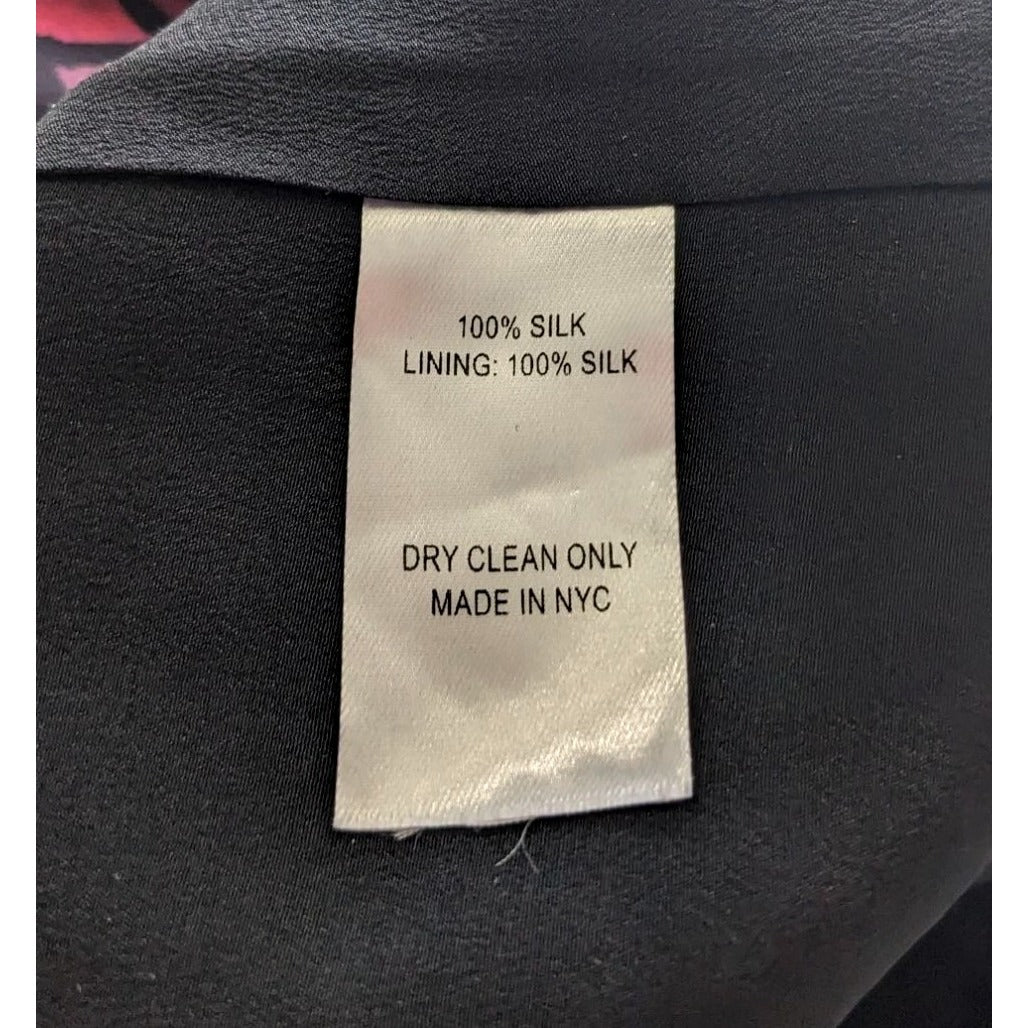 100% SILK
LINING: 100% SILK
DRY CLEAN ONLY
MADE IN NYC